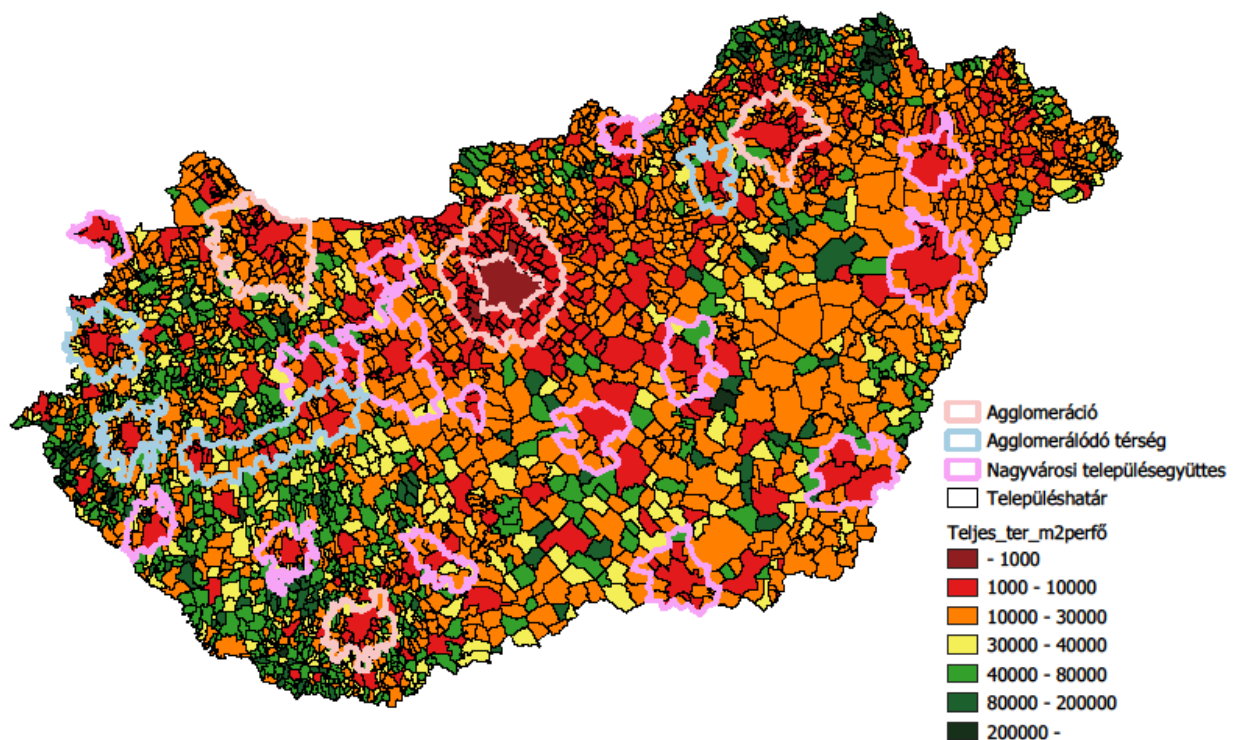 Agglomeráció
Agglomerálódó térség
Nagyvárosi településegyüttes
Településhatár
Teljes_ter_m2perfő
- 1000
1000 - 10000
10000 - 30000
30000 - 40000
40000 - 80000
80000 - 200000
200000 -